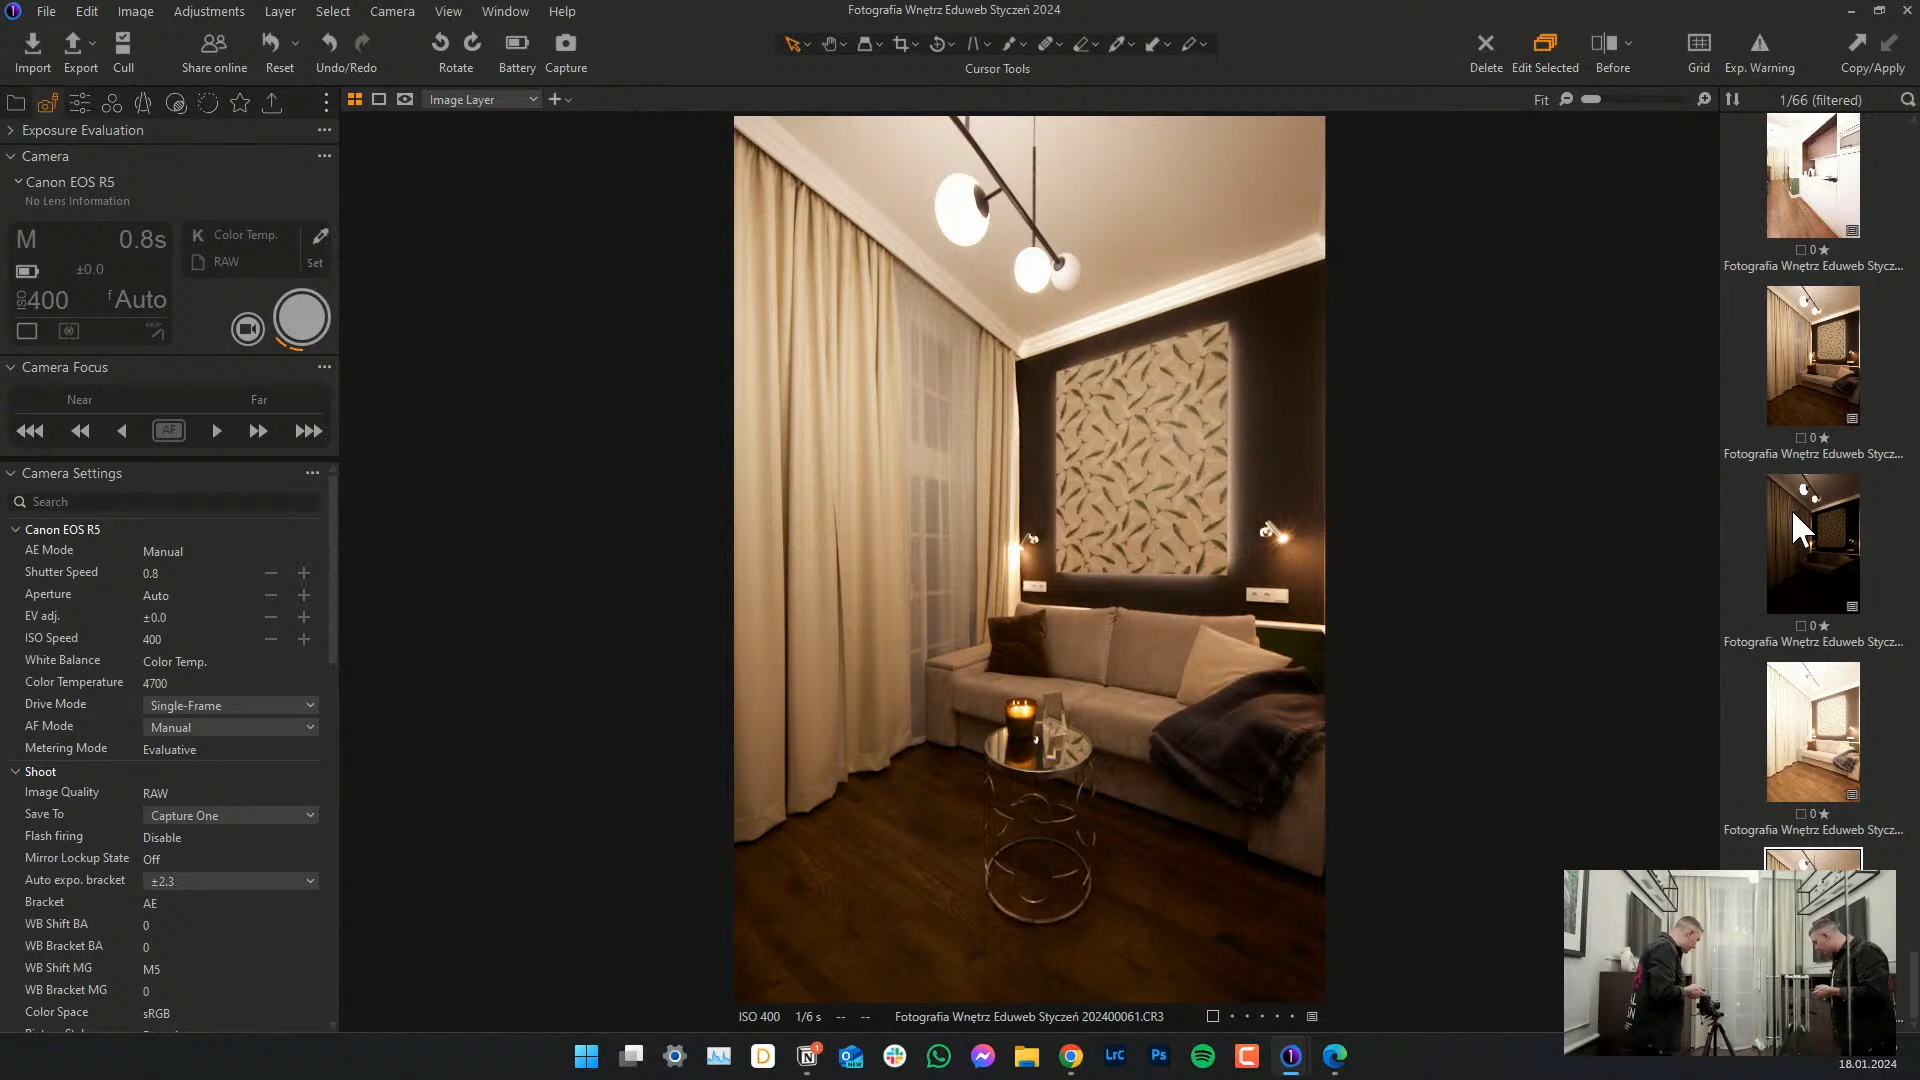 File Edit Image Adjustments Layer Select Camera View Window Help
Fotografia Wnętrz Eduweb Styczeń 2024
Import Export Cull Share online Reset Undo/Redo Rotate Battery Capture
Cursor Tools
Delete Edit Selected Before Grid Exp. Warning Copy/Apply
Image Layer
Fit
1/66 (filtered)
Exposure Evaluation
Camera
Canon EOS R5
No Lens Information
M 0.8s
±0.0
ISO 400 f Auto
K Color Temp.
RAW
Set
Camera Focus
Near Far
AF
Camera Settings
Search
Canon EOS R5
AE Mode Manual
Shutter Speed 0.8
Aperture Auto
EV adj. ±0.0
ISO Speed 400
White Balance Color Temp.
Color Temperature 4700
Drive Mode Single-Frame
AF Mode Manual
Metering Mode Evaluative
Shoot
Image Quality RAW
Save To Capture One
Flash firing Disable
Mirror Lockup State Off
Auto expo. bracket ±2.3
Bracket AE
WB Shift BA 0
WB Bracket BA 0
WB Shift MG M5
WB Bracket MG 0
Color Space sRGB
0
Fotografia Wnętrz Eduweb Stycz...
0
Fotografia Wnętrz Eduweb Stycz...
0
Fotografia Wnętrz Eduweb Stycz...
0
Fotografia Wnętrz Eduweb Stycz...
ISO 400 1/6 s -- -- Fotografia Wnętrz Eduweb Styczeń 202400061.CR3
D N 1 NEW LrC Ps 1
18.01.2024